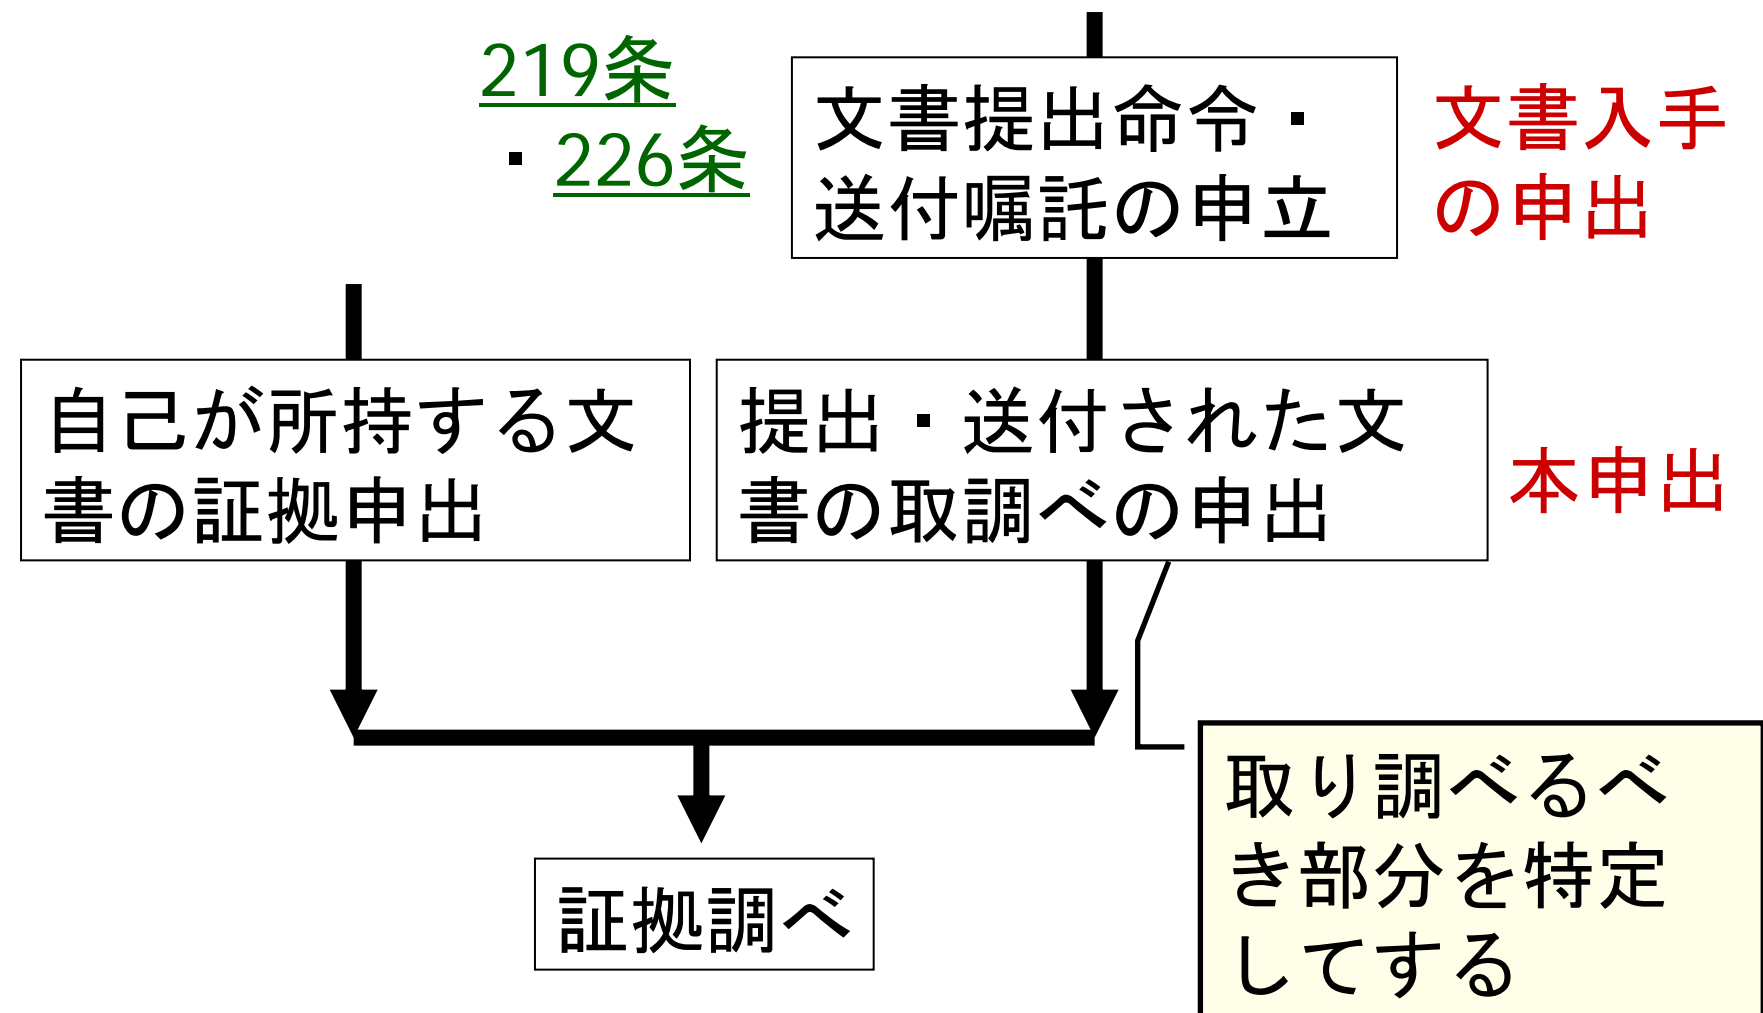 219条
・226条
文書提出命令・
送付嘱託の申立
文書入手
の申出
自己が所持する文
書の証拠申出
提出・送付された文
書の取調べの申出
本申出
証拠調べ
取り調べるべ
き部分を特定
してする